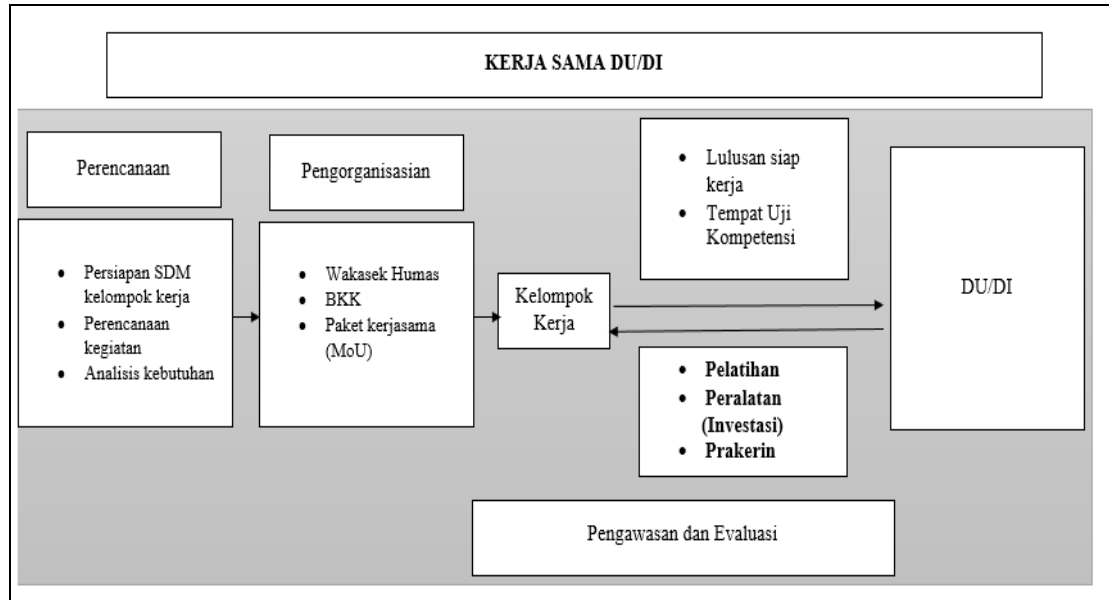 KERJA SAMA DU/DI
Perencanaan
• Persiapan SDM
kelompok kerja
• Perencanaan
kegiatan
• Analisis kebutuhan
Pengorganisasian
• Wakasek Humas
• BKK
• Paket kerjasama
(MoU)
Kelompok
Kerja
• Lulusan siap
kerja
• Tempat Uji
Kompetensi
• Pelatihan
• Peralatan
(Investasi)
• Prakerin
DU/DI
Pengawasan dan Evaluasi